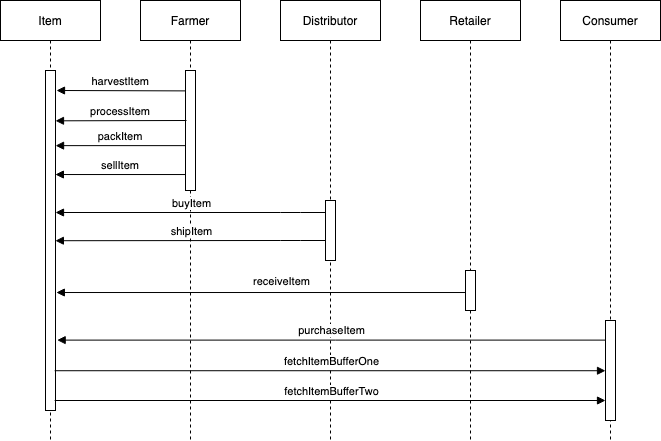 Item
Farmer
Distributor
Retailer
Consumer
harvestItem
processItem
packItem
sellItem
buyItem
shipItem
receiveItem
purchaseItem
fetchItemBufferOne
fetchItemBufferTwo